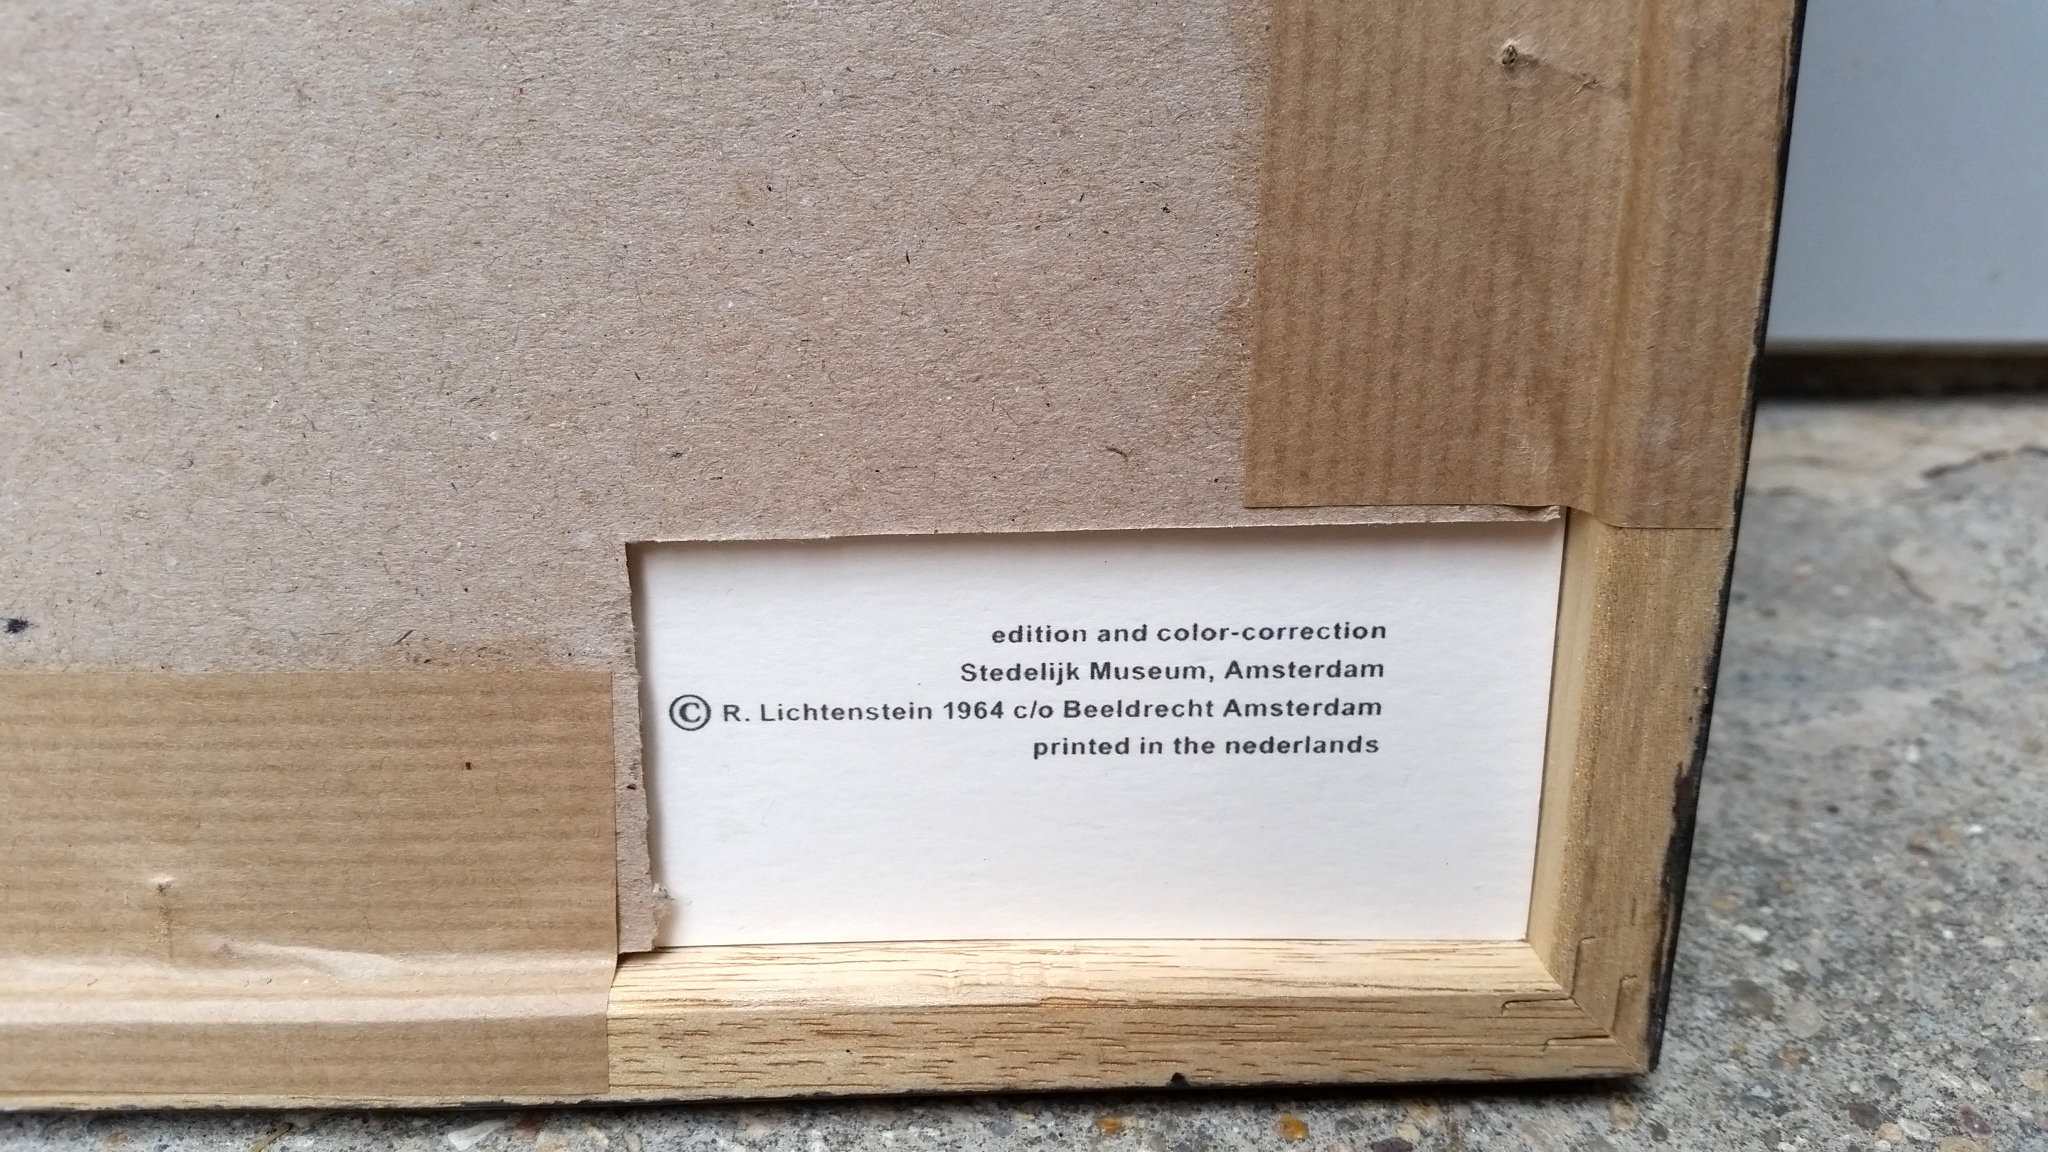 edition and color-correction
Stedelijk Museum, Amsterdam
© R. Lichtenstein 1964 c/o Beeldrecht Amsterdam
printed in the nederlands